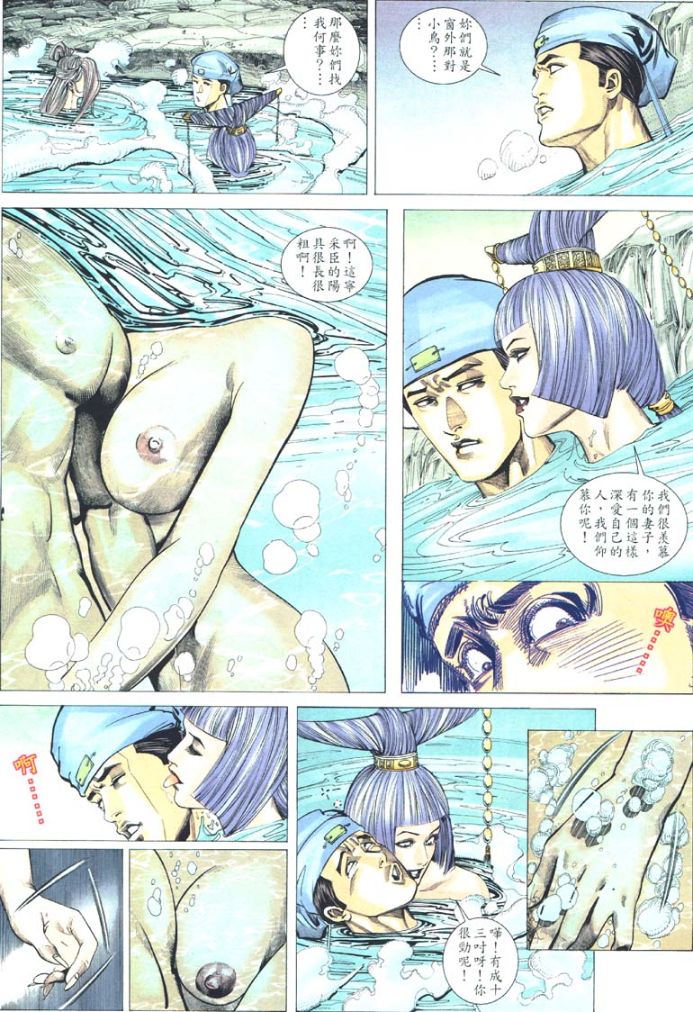 妳們就是
窗外那對
小鳥？……
…
那麼妳們找
我何事？……
我們很羨慕
你的妻子，
有一個這樣
深愛自己的
人，我們仰
慕你呢！
噢………
啊！這寧
采臣的陽
具很長很
粗啊！
嘩！有成十
三吋呀！你
很勁呢！
啊………